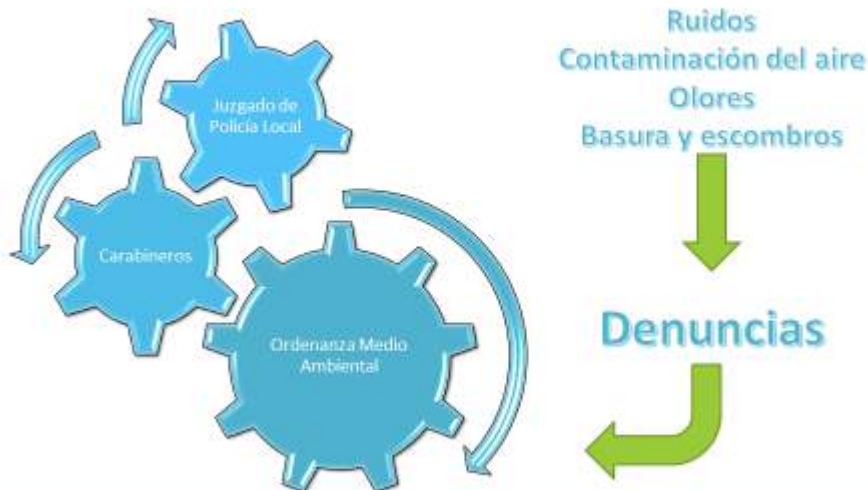 Juzgado de
Policía Local
Carabineros
Ordenanza Medio
Ambiental
Ruidos
Contaminación del aire
Olores
Basura y escombros
Denuncias